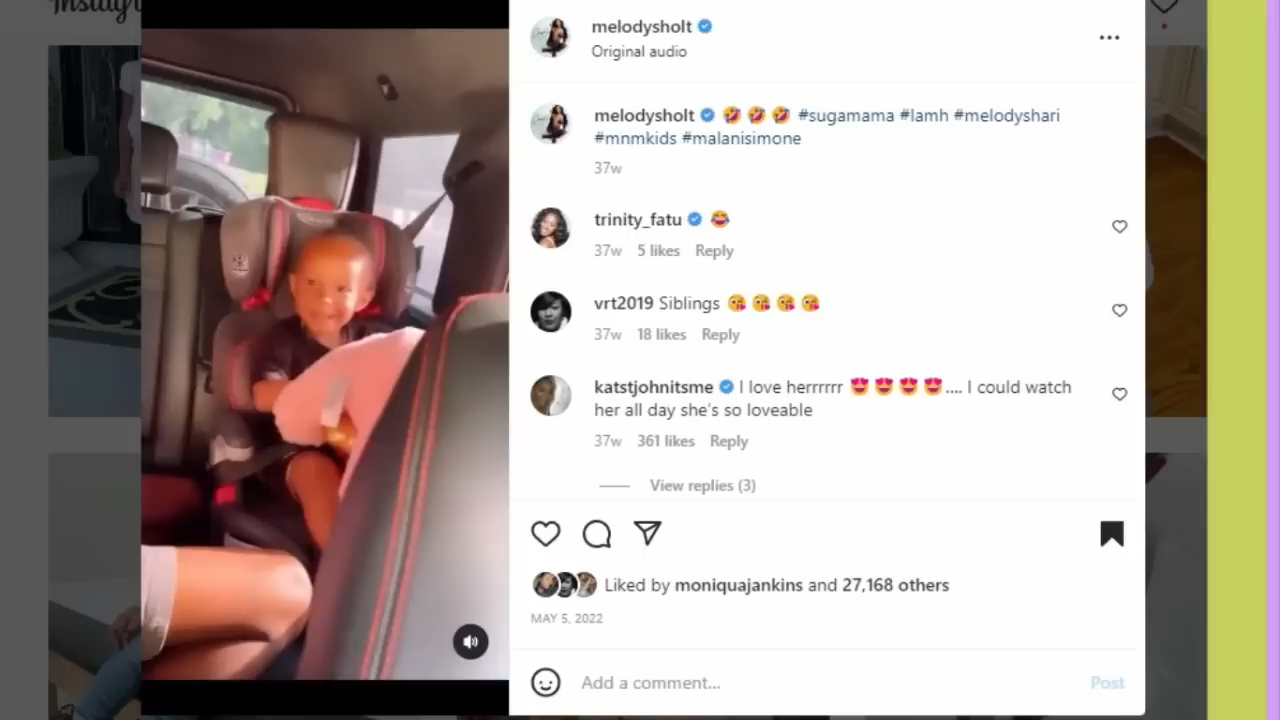 melodysholt
Original audio
melodysholt 🤣 🤣 🤣 #sugamama #lamh #melodyshari
#mnmkids #malanisimone
37w
trinity_fatu 😂
37w 5 likes Reply
vrt2019 Siblings 😘 😘 😘 😘
37w 18 likes Reply
katstjohnitsme I love herrrrrr 😍 😍 😍 😍.... I could watch
her all day she's so loveable
37w 361 likes Reply
View replies (3)
Liked by moniquajankins and 27,168 others
MAY 5, 2022
Add a comment... Post